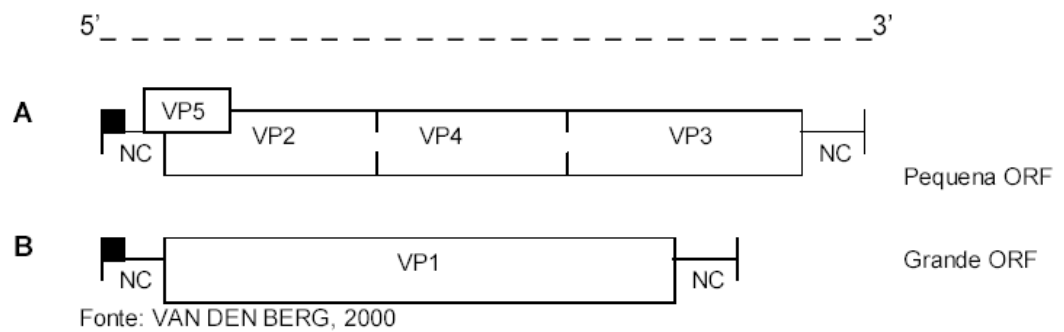 5’ 3’
A
VP5
VP2 VP4 VP3
NC NC
Pequena ORF
B
VP1
Grande ORF
NC NC
Fonte: VAN DEN BERG, 2000